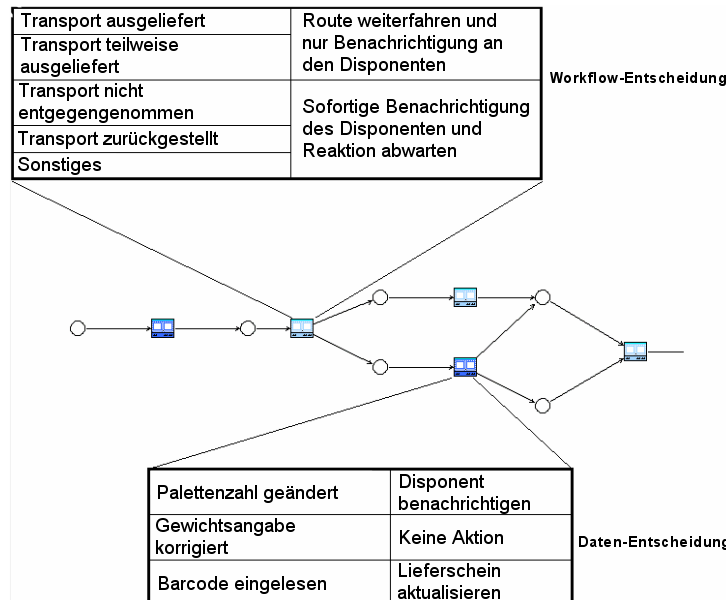 Transport ausgeliefert
Transport teilweise
ausgeliefert
Transport nicht
entgegengenommen
Transport zurückgestellt
Sonstiges
Route weiterfahren und
nur Benachrichtigung an
den Disponenten
Sofortige Benachrichtigung
des Disponenten und
Reaktion abwarten
Workflow-Entscheidung
Palettenzahl geändert
Disponent
benachrichtigen
Gewichtsangabe
korrigiert
Keine Aktion
Barcode eingelesen
Lieferschein
aktualisieren
Daten-Entscheidung